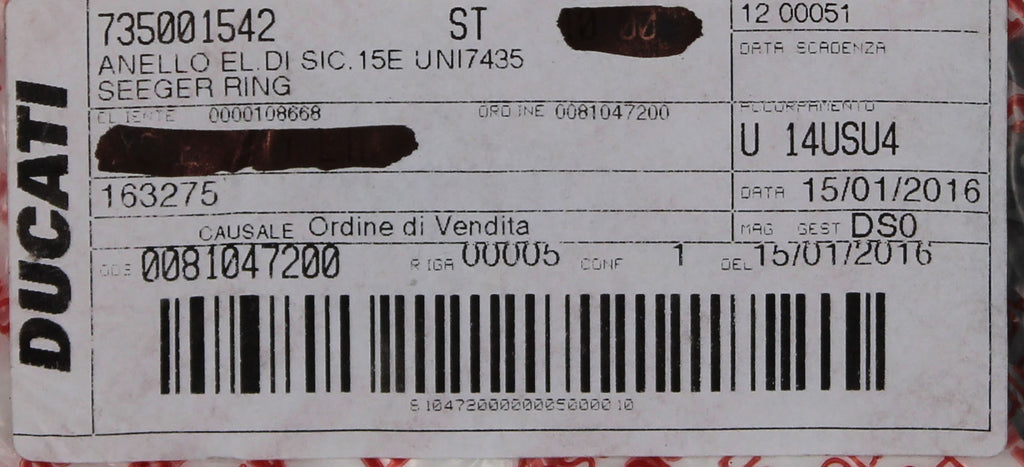 DUCATI
735001542 ST
12 00051
ANELLO EL.DI SIC.15E UNI7435
DATA SCADENZA
SEEGER RING
CLIENTE 0000108668 ORDINE 0081047200
ACCORPAMENTO
U 14USU4
163275
DATA 15/01/2016
CAUSALE Ordine di Vendita
MAG GEST DS0
0081047200 RIGA 00005 CONF 1 DEL 15/01/2016